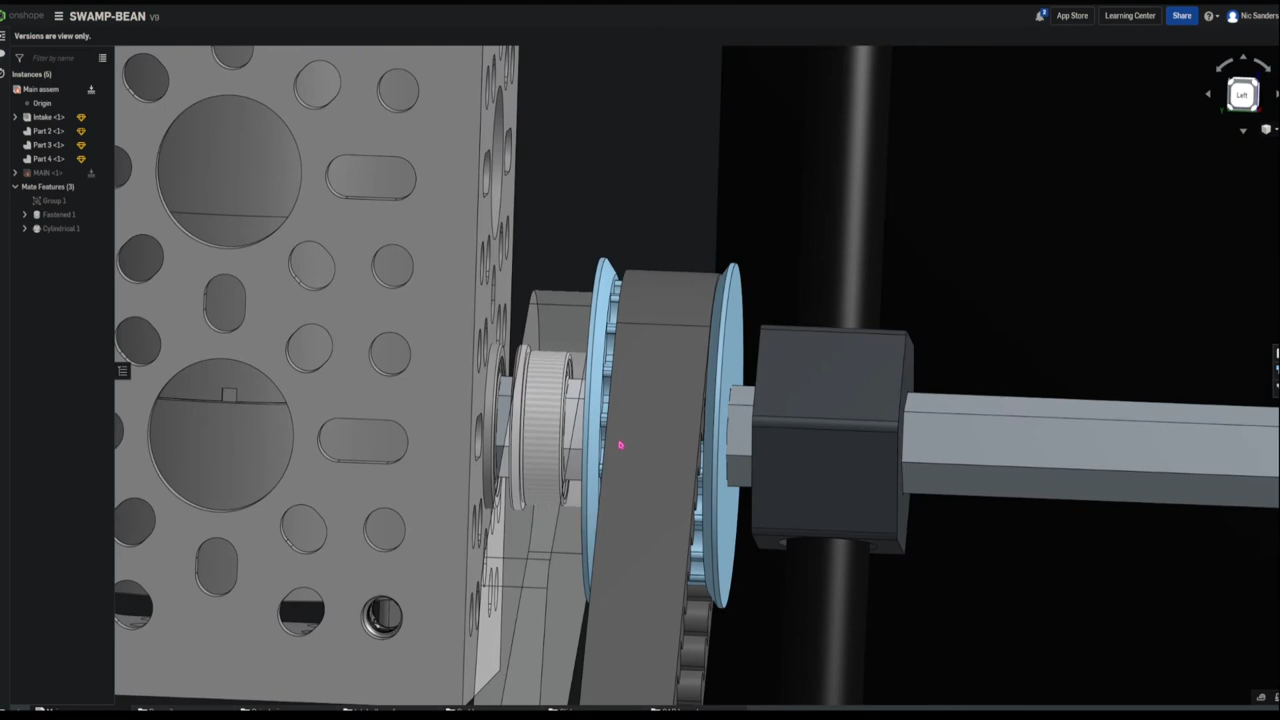 onshape SWAMP-BEAN V9 2 App Store Learning Center Share Nic Sanders
Versions are view only.
Filter by name
Instances (5)
Main assem
Origin
Intake <1>
Part 2 <1>
Part 3 <1>
Part 4 <1>
MAIN <1>
Mate Features (3)
Group 1
Fastened 1
Cylindrical 1
Left